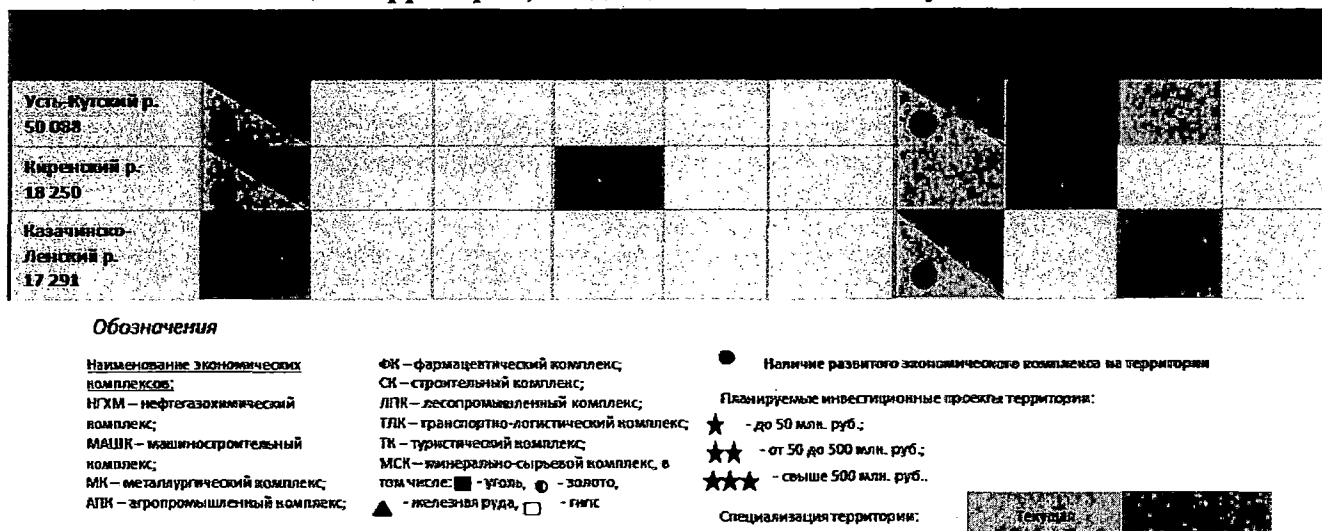 Усть-Кутский р.
50 088
Киренский р.
18 250
Казачинско-
Ленский р.
17 291
Обозначения
Наименование экономических
комплексов:
НГХМ – нефтегазохимический
комплекс;
МАШК – машиностроительный
комплекс;
МК – металлургический комплекс;
АПК – агропромышленный комплекс;
ФК – фармацевтический комплекс;
СК – строительный комплекс;
ЛПК – лесопромышленный комплекс;
ТЛК – транспортно-логистический комплекс;
ТК – туристический комплекс;
МСК – минерально-сырьевой комплекс, в
том числе: - уголь, - золото,
- железная руда, - гипс
Наличие развитого экономического комплекса на территории
Планируемые инвестиционные проекты территории:
- до 50 млн. руб.;
- от 50 до 500 млн. руб.;
- свыше 500 млн. руб..
Специализация территории:
Текущая